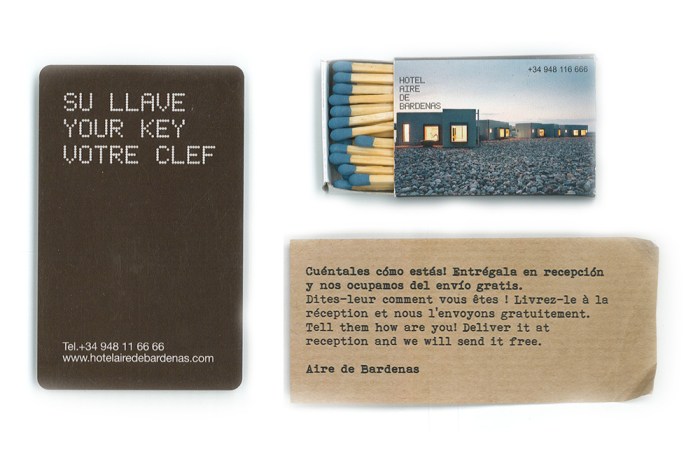 SU LLAVE
YOUR KEY
VOTRE CLEF
Tel.+34 948 11 66 66
www.hotelairedebardenas.com
HOTEL
AIRE
DE
BARDENAS
+34 948 116 666
Cuéntales cómo estás! Entrégala en recepción
y nos ocupamos del envío gratis.
Dites-leur comment vous êtes ! Livrez-le à la
réception et nous l'envoyons gratuitement.
Tell them how are you! Deliver it at
reception and we will send it free.
Aire de Bardenas